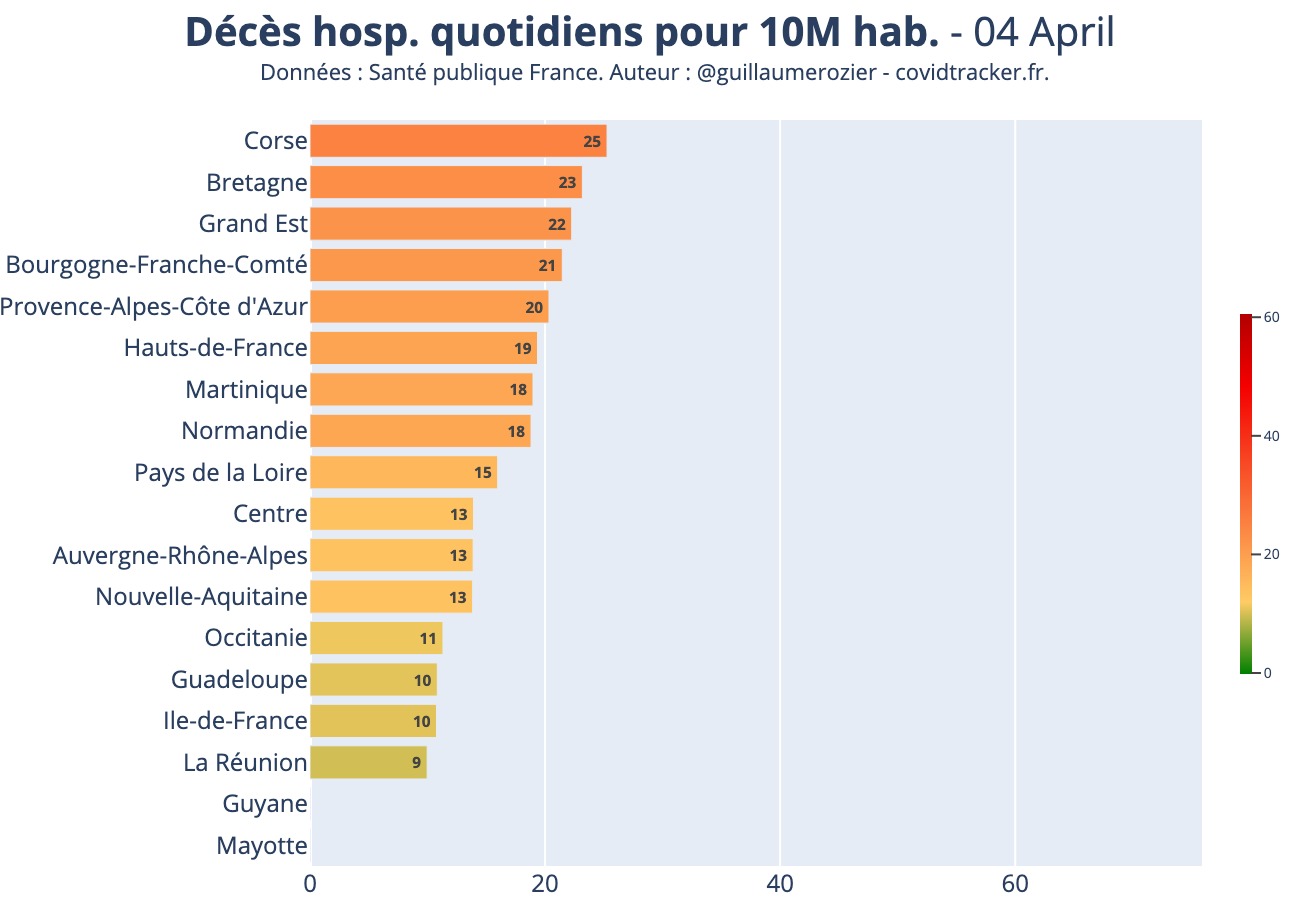 Décès hosp. quotidiens pour 10M hab. - 04 April
Données : Santé publique France. Auteur : @guillaumerozier - covidtracker.fr.
Corse 25
Bretagne 23
Grand Est 22
Bourgogne-Franche-Comté 21
Provence-Alpes-Côte d'Azur 20
Hauts-de-France 19
Martinique 18
Normandie 18
Pays de la Loire 15
Centre 13
Auvergne-Rhône-Alpes 13
Nouvelle-Aquitaine 13
Occitanie 11
Guadeloupe 10
Ile-de-France 10
La Réunion 9
Guyane
Mayotte
0 20 40 60
60
40
20
0